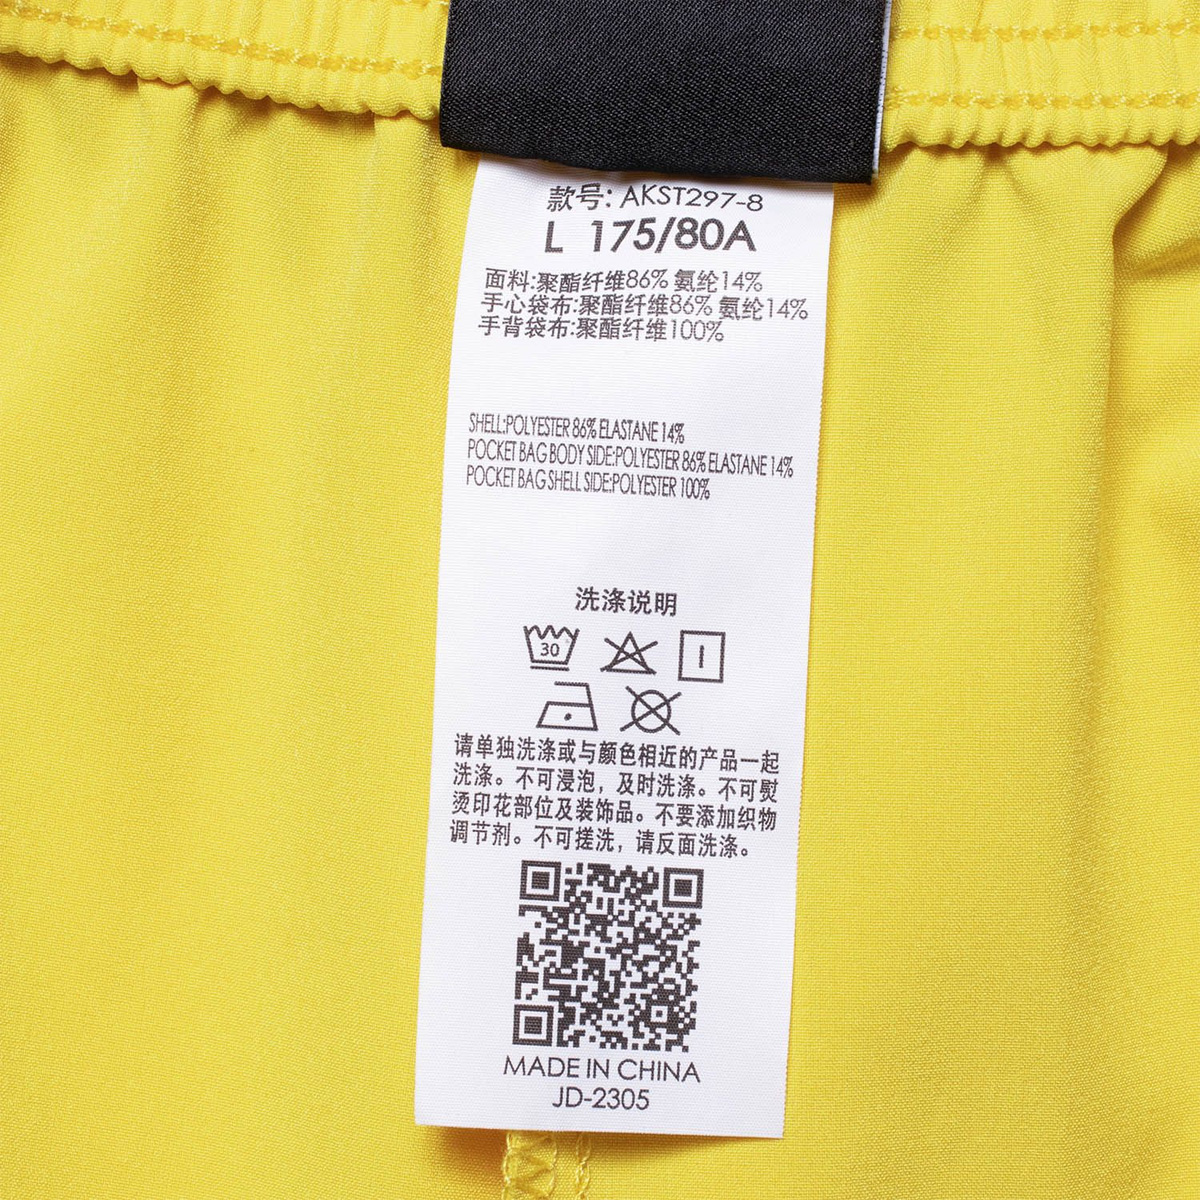 款号: AKST297-8
L 175/80A
面料:聚酯纤维86% 氨纶14%
手心袋布:聚酯纤维86% 氨纶14%
手背袋布:聚酯纤维100%
SHELL:POLYESTER 86% ELASTANE 14%
POCKET BAG BODY SIDE:POLYESTER 86% ELASTANE 14%
POCKET BAG SHELL SIDE:POLYESTER 100%
洗涤说明
30
请单独洗涤或与颜色相近的产品一起
洗涤。不可浸泡，及时洗涤。不可熨
烫印花部位及装饰品。不要添加织物
调节剂。不可搓洗，请反面洗涤。
MADE IN CHINA
JD-2305